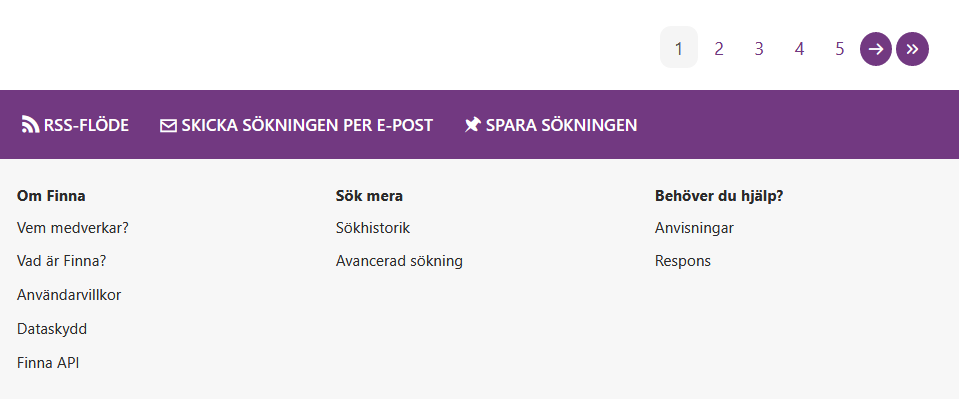 1 2 3 4 5
RSS-FLÖDE SKICKA SÖKNINGEN PER E-POST SPARA SÖKNINGEN
Om Finna
Vem medverkar?
Vad är Finna?
Användarvillkor
Dataskydd
Finna API
Sök mera
Sökhistorik
Avancerad sökning
Behöver du hjälp?
Anvisningar
Respons